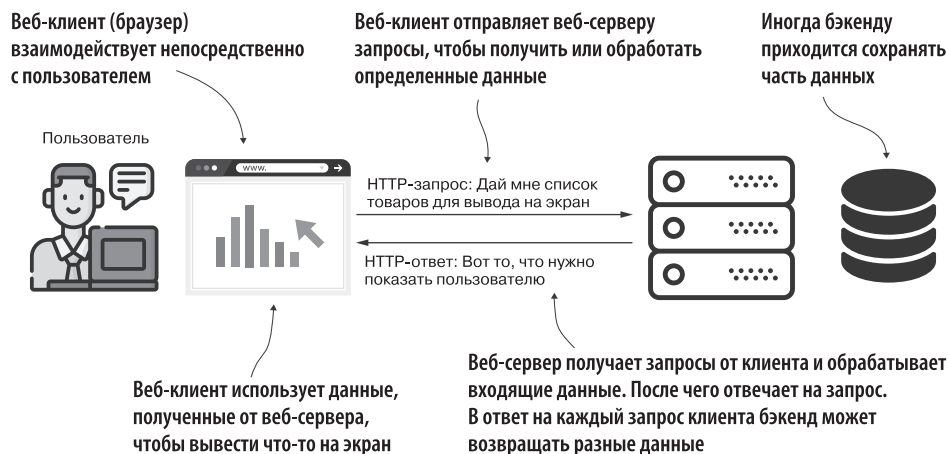 Веб-клиент (браузер)
взаимодействует непосредственно
с пользователем
Веб-клиент отправляет веб-серверу
запросы, чтобы получить или обработать
определенные данные
Иногда бэкенду
приходится сохранять
часть данных
Пользователь
www.
HTTP-запрос: Дай мне список
товаров для вывода на экран
HTTP-ответ: Вот то, что нужно
показать пользователю
Веб-клиент использует данные,
полученные от веб-сервера,
чтобы вывести что-то на экран
Веб-сервер получает запросы от клиента и обрабатывает
входящие данные. После чего отвечает на запрос.
В ответ на каждый запрос клиента бэкенд может
возвращать разные данные